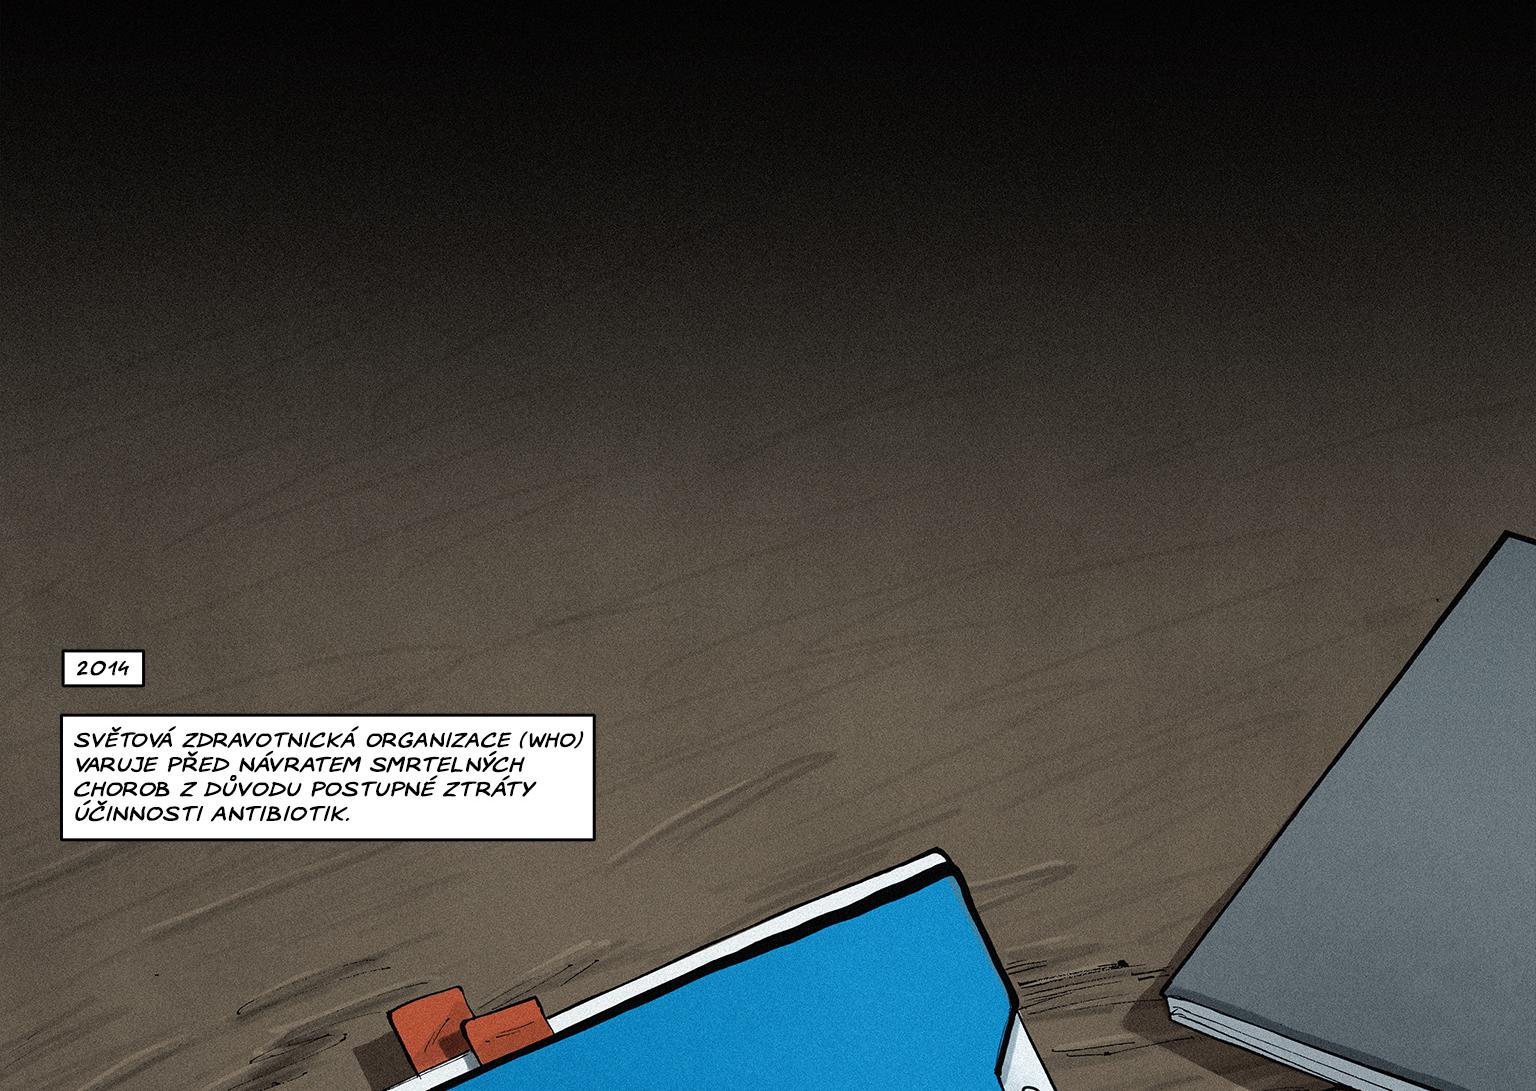 2014
SVĚTOVÁ ZDRAVOTNICKÁ ORGANIZACE (WHO)
VARUJE PŘED NÁVRATEM SMRTELNÝCH
CHOROB Z DŮVODU POSTUPNÉ ZTRÁTY
ÚČINNOSTI ANTIBIOTIK.